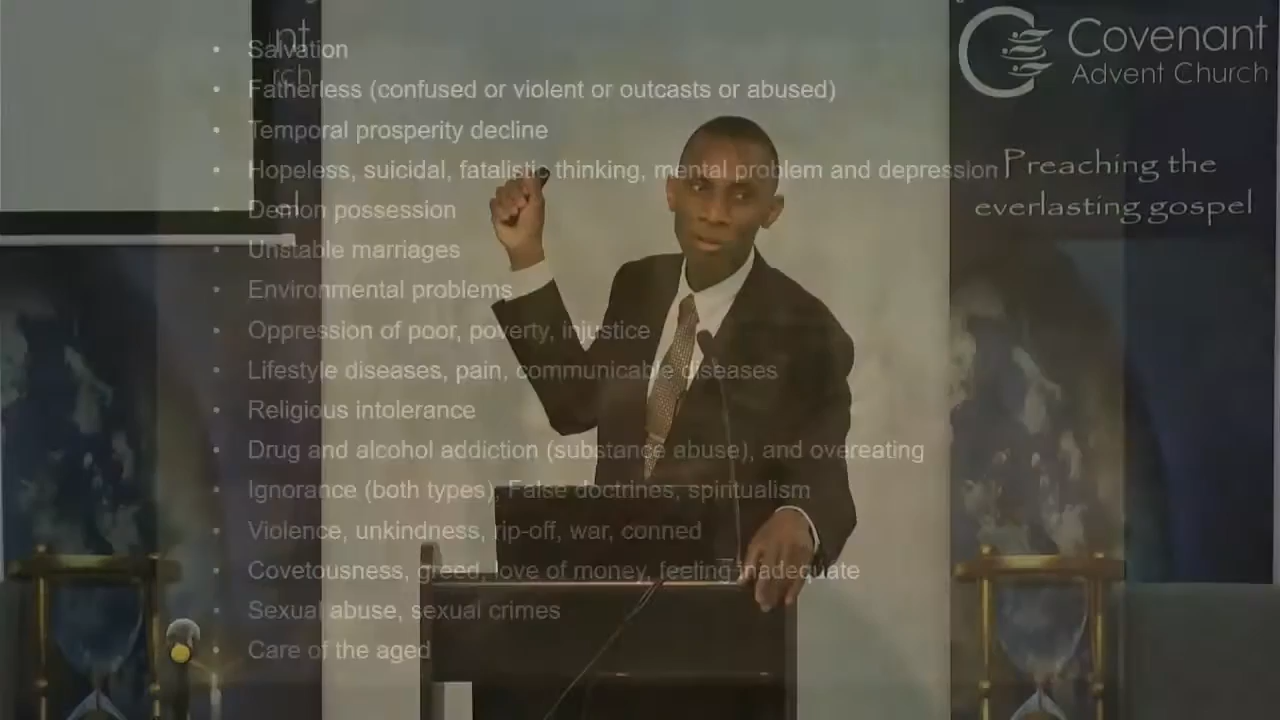 Salvation
Fatherless (confused or violent or outcasts or abused)
Temporal prosperity decline
Hopeless, suicidal, fatalistic thinking, mental problem and depression
Demon possession
Unstable marriages
Environmental problems
Oppression of poor, poverty, injustice
Lifestyle diseases, pain, communicable diseases
Religious intolerance
Drug and alcohol addiction (substance abuse), and overeating
Ignorance (both types), False doctrines, spiritualism
Violence, unkindness, rip-off, war, conned
Covetousness, greed, love of money, feeling inadequate
Sexual abuse, sexual crimes
Care of the aged
Covenant
Advent Church
Preaching the
everlasting gospel